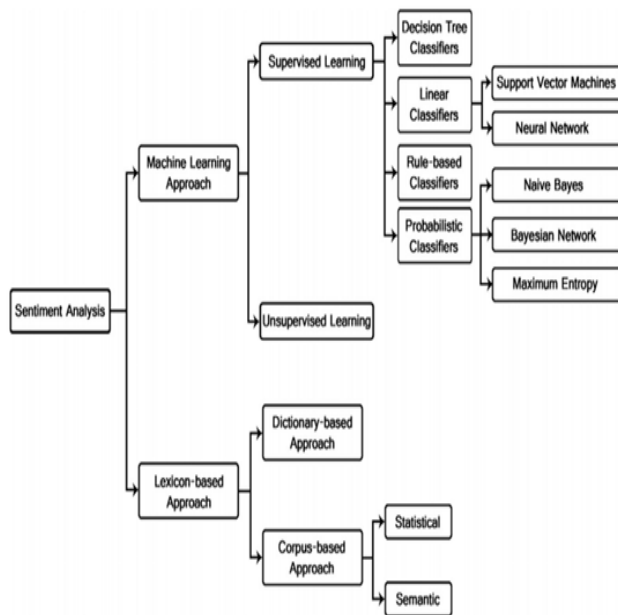 Decision Tree
Classifiers
Supervised Learning
Support Vector Machines
Linear
Classifiers
Neural Network
Machine Learning
Approach
Rule-based
Classifiers
Naive Bayes
Probabilistic
Classifiers
Bayesian Network
Maximum Entropy
Sentiment Analysis
Unsupervised Learning
Dictionary-based
Approach
Lexicon-based
Approach
Statistical
Corpus-based
Approach
Semantic